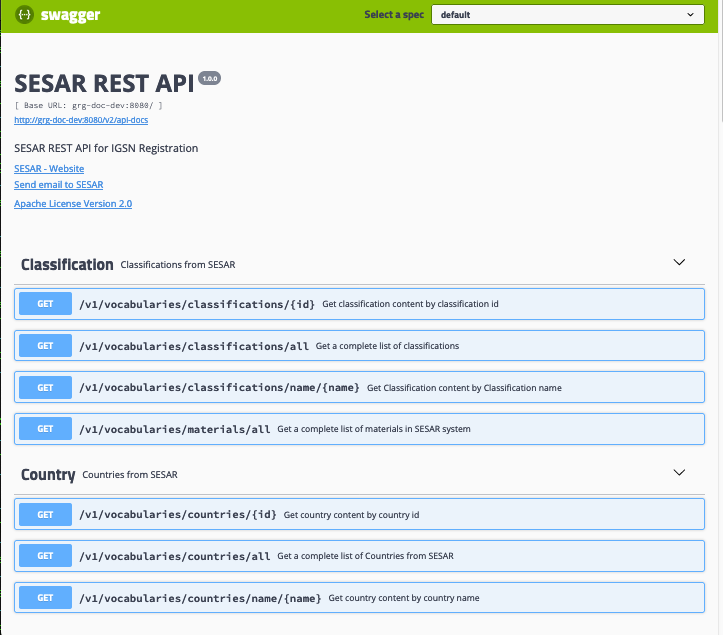 swagger
Select a spec
default
SESAR REST API 1.0.0
[ Base URL: grg-doc-dev:8080/ ]
http://grg-doc-dev:8080/v2/api-docs
SESAR REST API for IGSN Registration
SESAR - Website
Send email to SESAR
Apache License Version 2.0
Classification Classifications from SESAR
GET /v1/vocabularies/classifications/{id} Get classification content by classification id
GET /v1/vocabularies/classifications/all Get a complete list of classifications
GET /v1/vocabularies/classifications/name/{name} Get Classification content by Classification name
GET /v1/vocabularies/materials/all Get a complete list of materials in SESAR system
Country Countries from SESAR
GET /v1/vocabularies/countries/{id} Get country content by country id
GET /v1/vocabularies/countries/all Get a complete list of Countries from SESAR
GET /v1/vocabularies/countries/name/{name} Get country content by country name